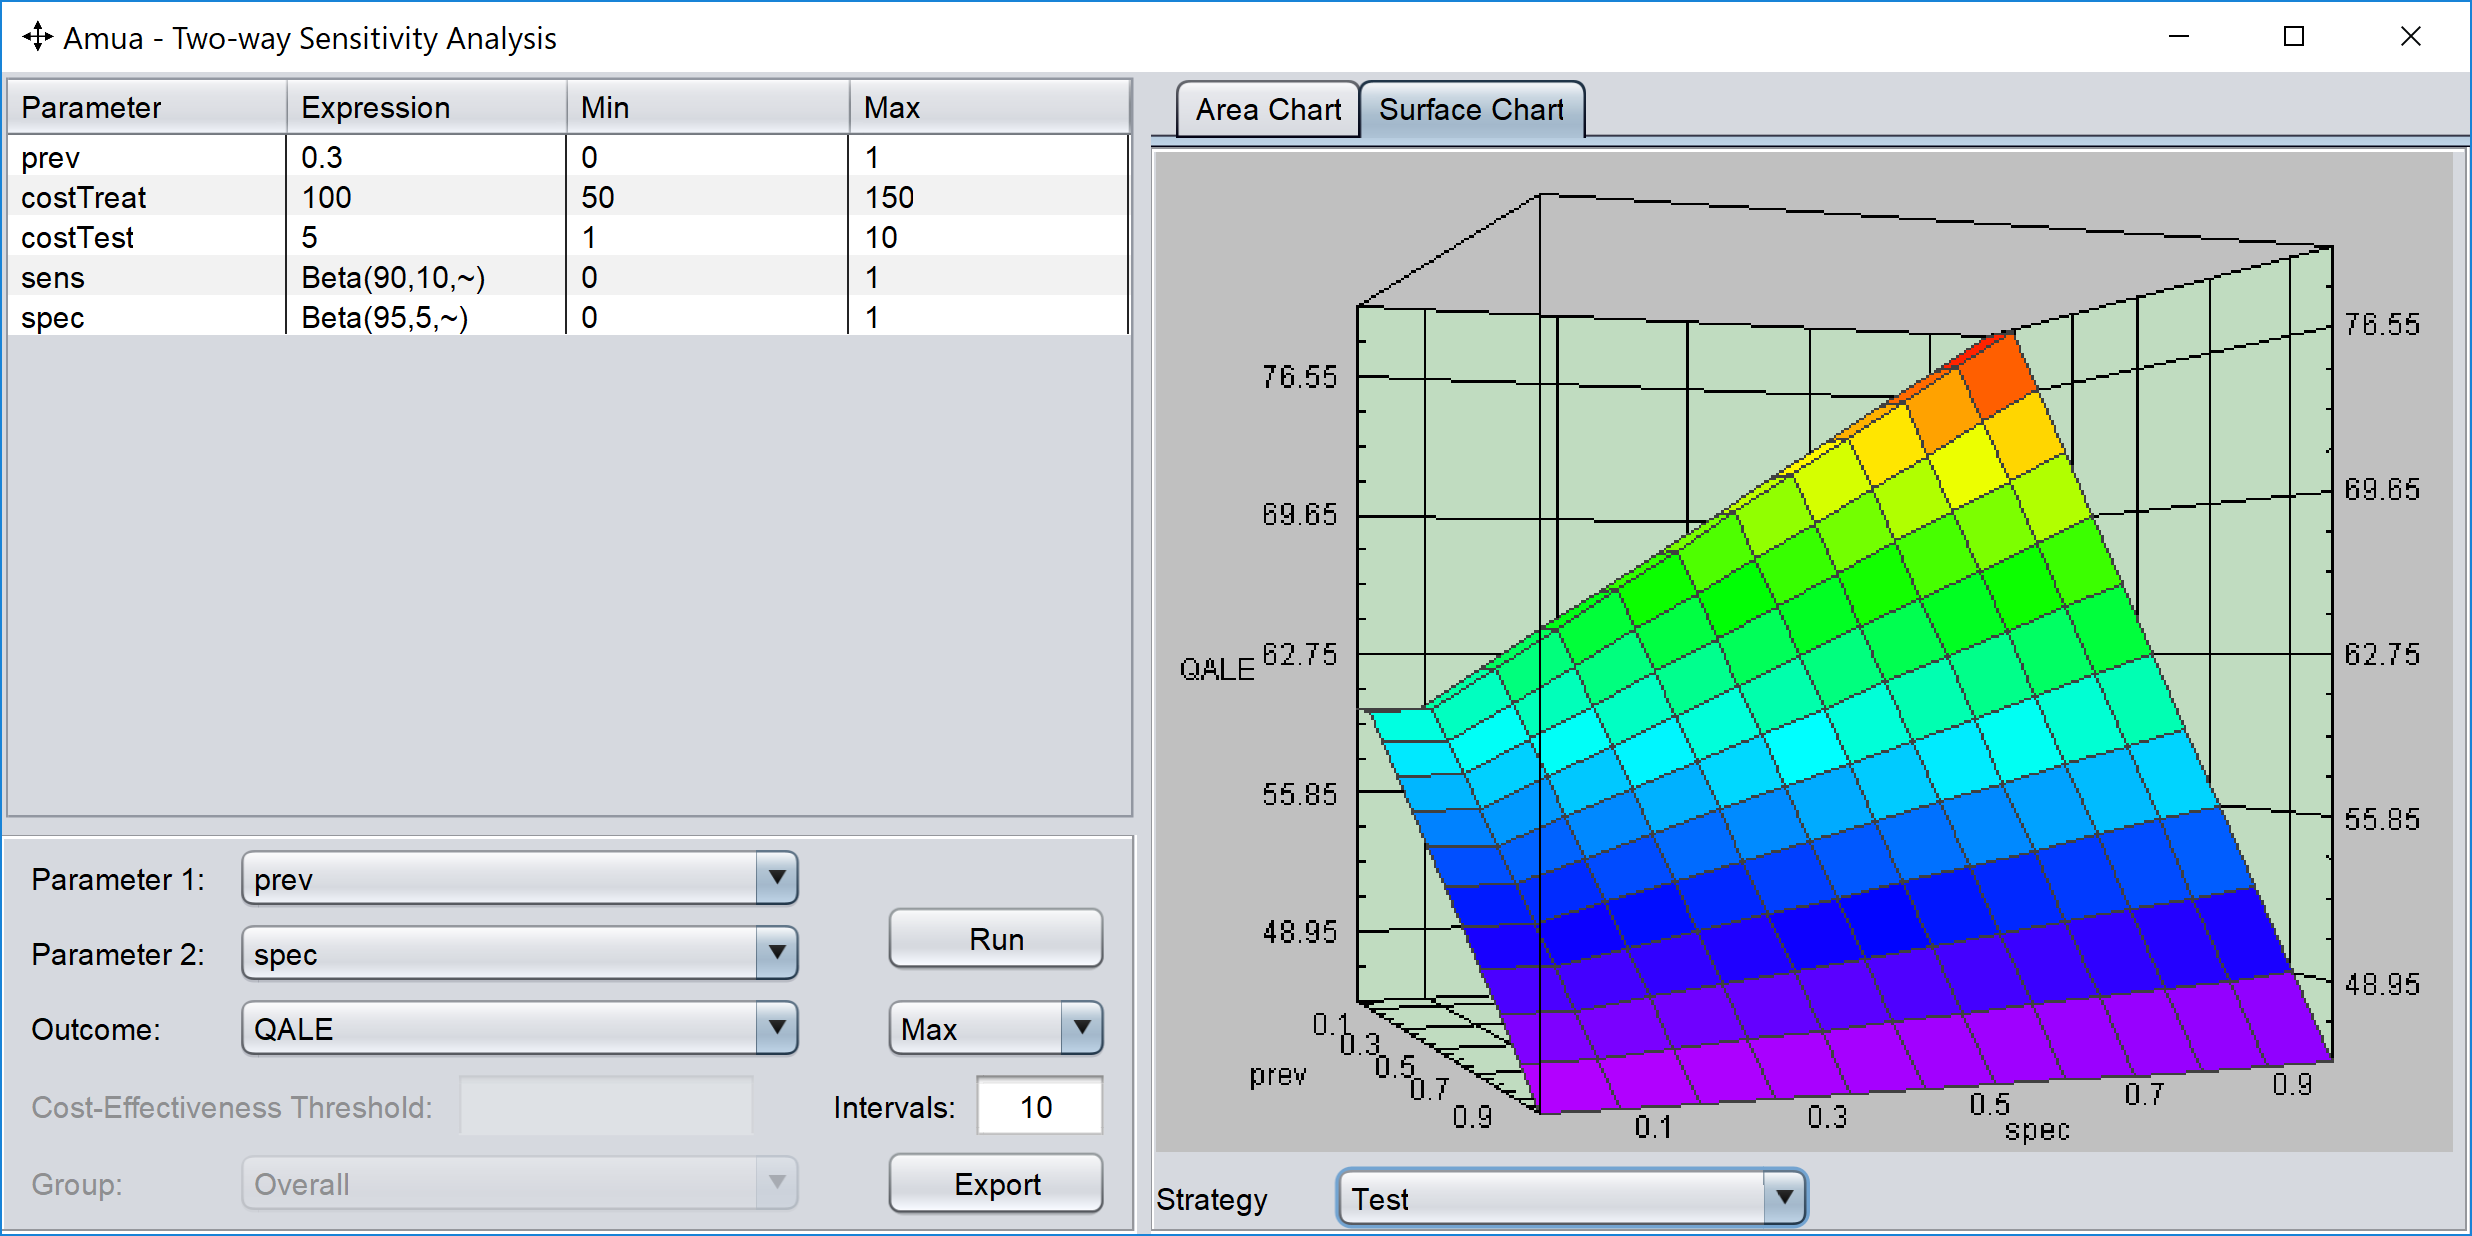 Amua - Two-way Sensitivity Analysis
Parameter Expression Min Max
prev 0.3 0 1
costTreat 100 50 150
costTest 5 1 10
sens Beta(90,10,~) 0 1
spec Beta(95,5,~) 0 1
Parameter 1: prev
Parameter 2: spec
Run
Outcome: QALE
Max
Cost-Effectiveness Threshold:
Intervals: 10
Group: Overall
Export
Area Chart Surface Chart
76.55
69.65
QALE 62.75
55.85
48.95
76.55
69.65
62.75
55.85
48.95
0.1
0.3
0.5
0.7
0.9
prev
0.1
0.3
0.5
0.7
0.9
spec
Strategy Test